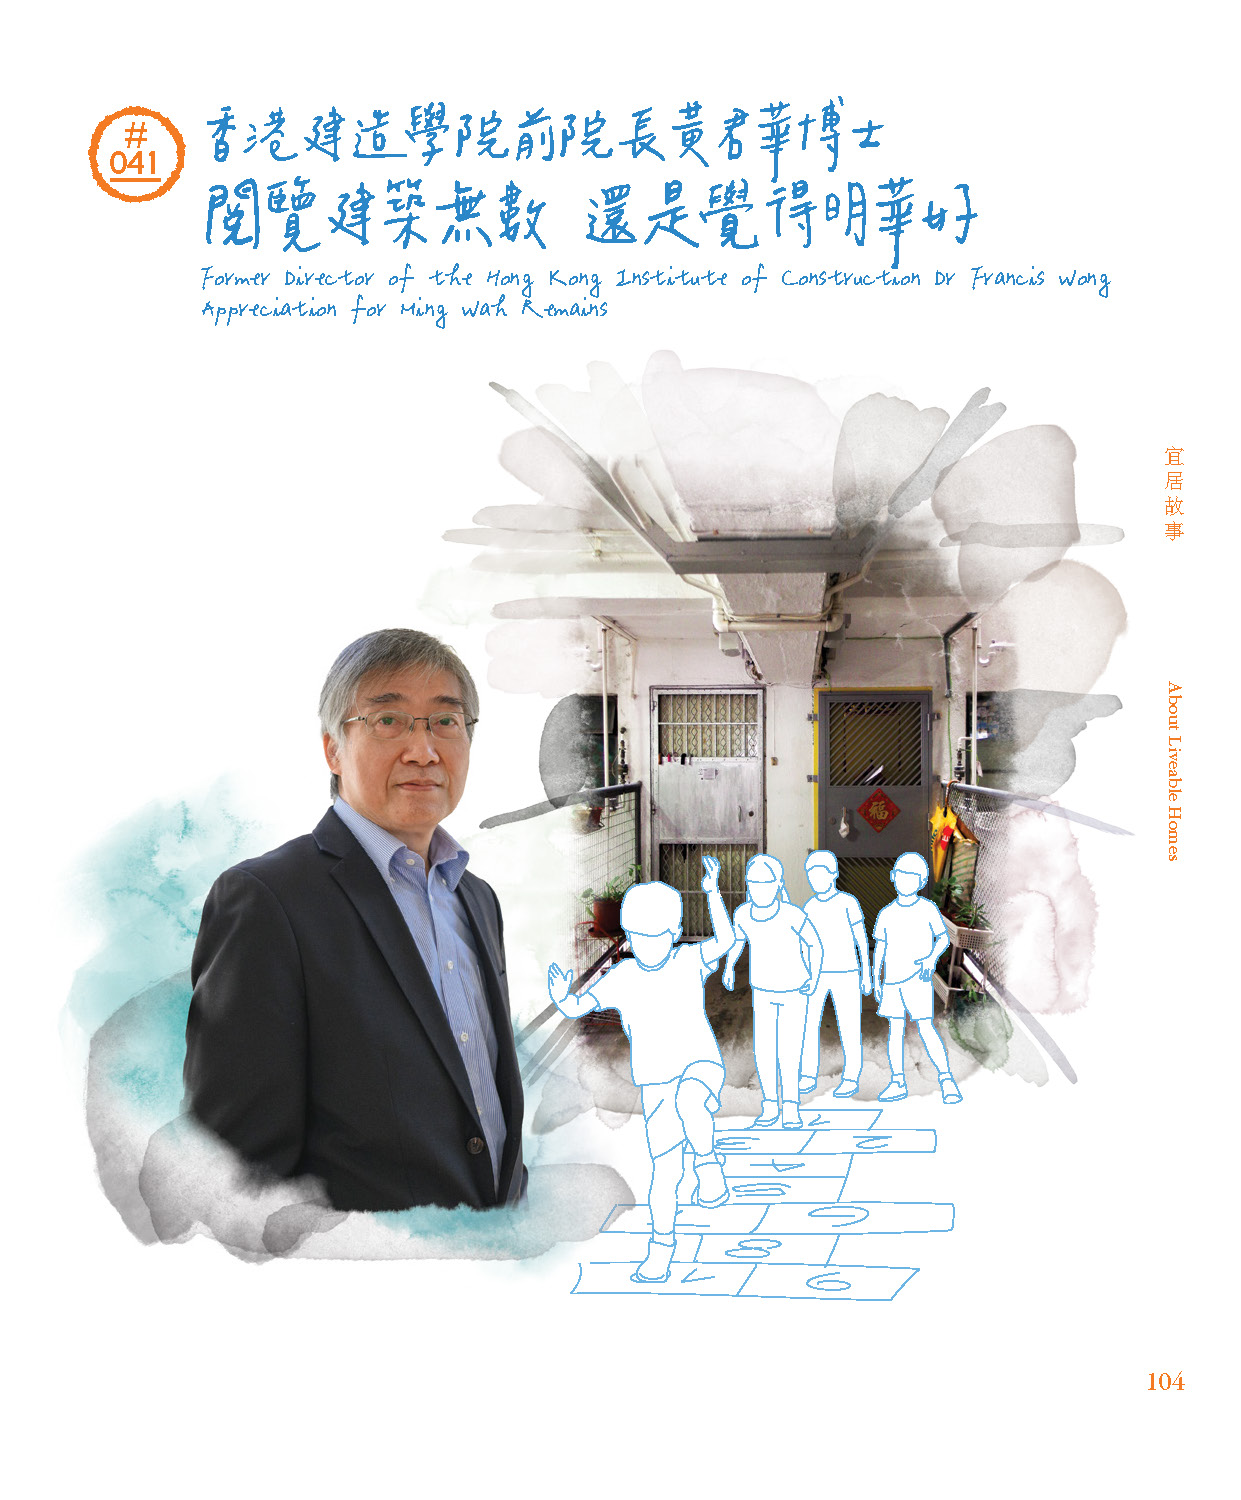 #
041
香港建造學院前院長黃君華博士
閱覽建築無數 還是覺得明華好
Former Director of the Hong Kong Institute of Construction Dr Francis Wong
Appreciation for Ming Wah Remains
宜居故事
About Liveable Homes
福
104